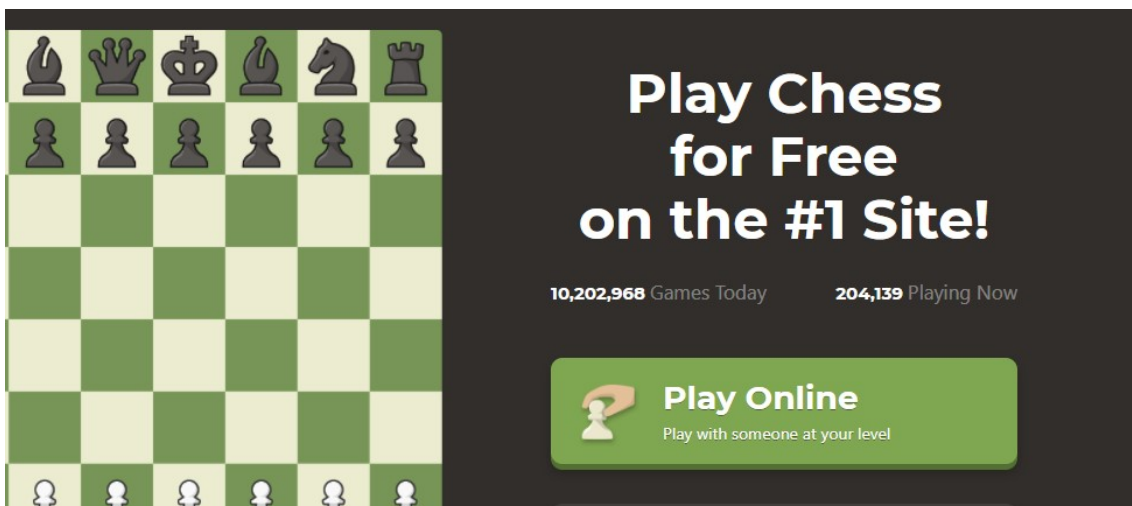 Play Chess
for Free
on the #1 Site!
10,202,968 Games Today 204,139 Playing Now
Play Online
Play with someone at your level